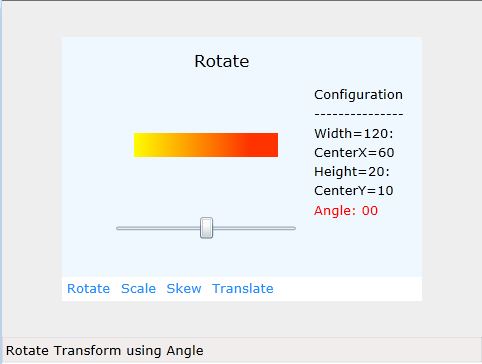 Rotate
Configuration
---------------
Width=120:
CenterX=60
Height=20:
CenterY=10
Angle: 00
Rotate Scale Skew Translate
Rotate Transform using Angle